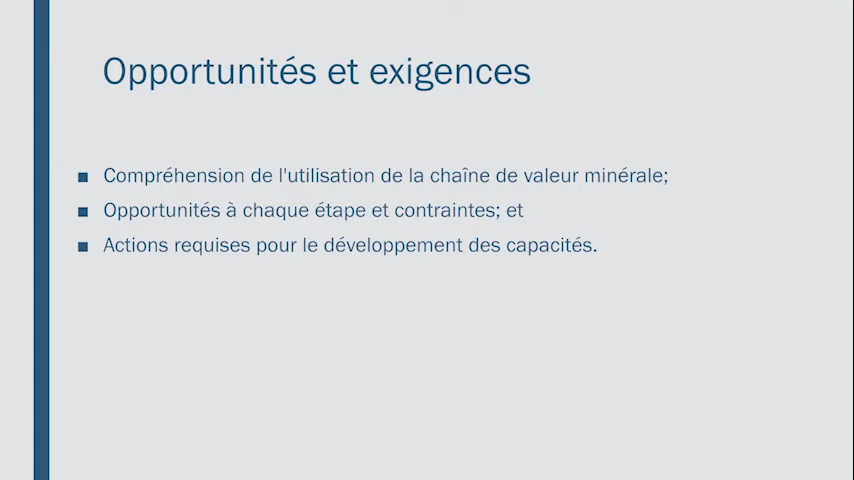 Opportunités et exigences
■ Compréhension de l'utilisation de la chaîne de valeur minérale;
■ Opportunités à chaque étape et contraintes; et
■ Actions requises pour le développement des capacités.